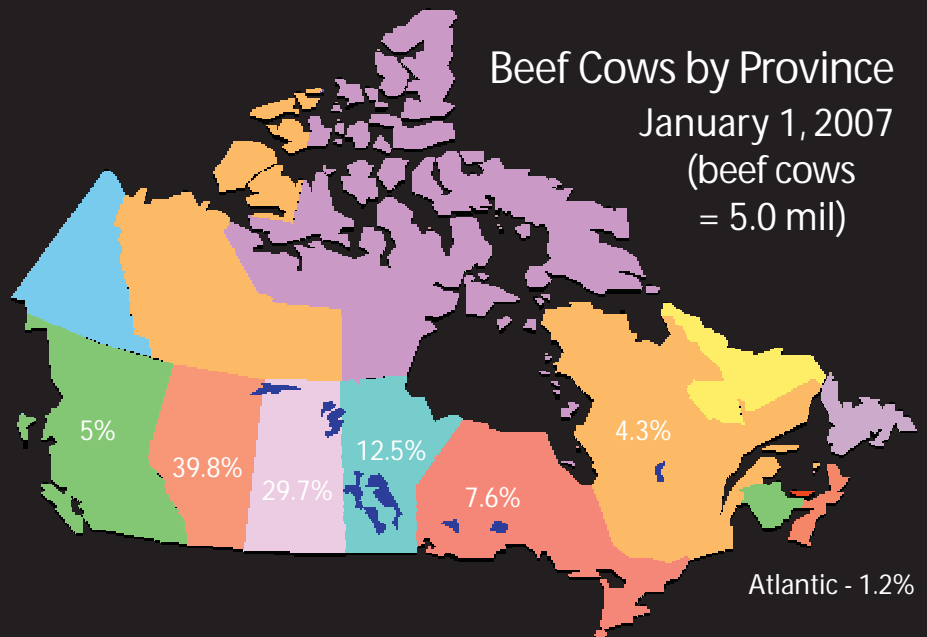 Beef Cows by Province
January 1, 2007
(beef cows
= 5.0 mil)
5%
39.8%
29.7%
12.5%
7.6%
4.3%
Atlantic - 1.2%